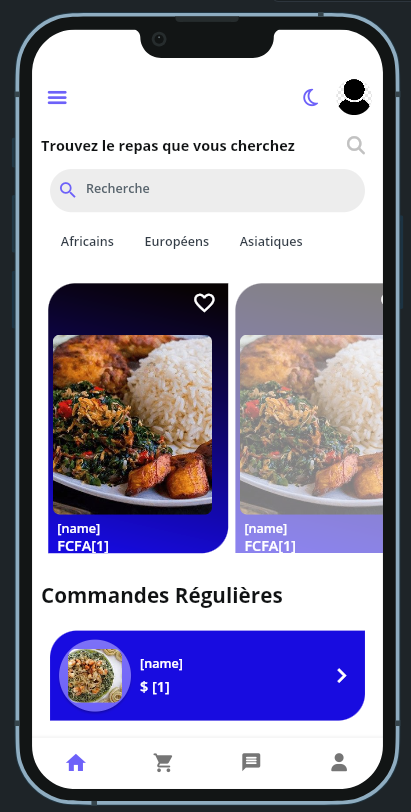 Trouvez le repas que vous cherchez
Recherche
Africains Européens Asiatiques
[name]
FCFA[1]
[name]
FCFA[1]
Commandes Régulières
[name]
$ [1]